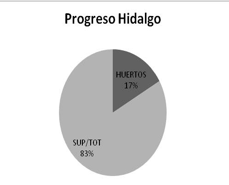 Progreso Hidalgo
HUERTOS
17%
SUP/TOT
83%